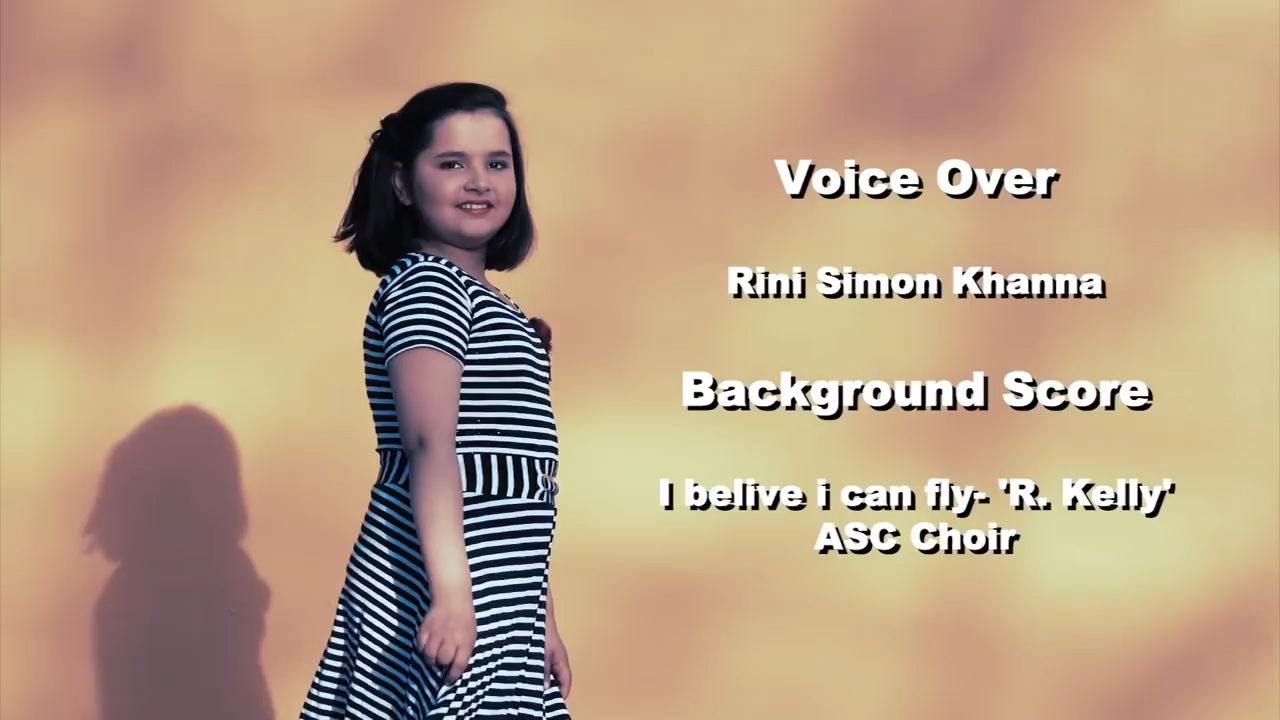 Voice Over
Rini Simon Khanna
Background Score
I belive i can fly- 'R. Kelly'
ASC Choir